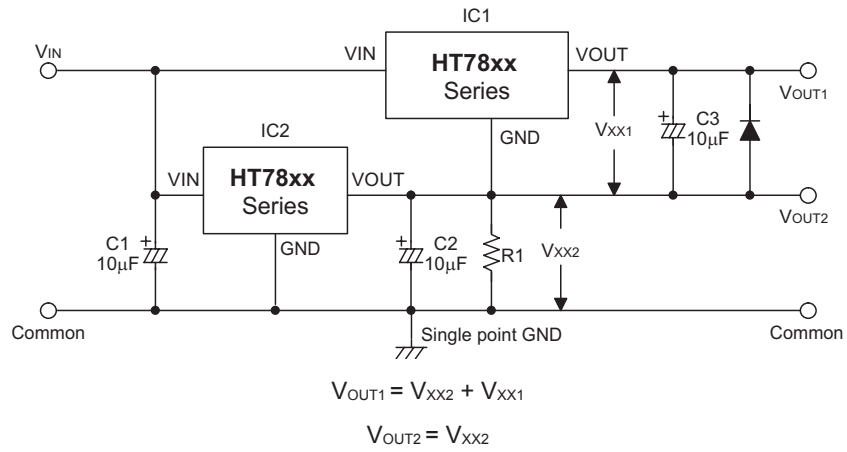 IC1
VIN
VIN
HT78xx
Series
VOUT
VOUT1
IC2
GND
VXX1
C3
10µF
VIN
HT78xx
Series
VOUT
VOUT2
C1
10µF
GND
C2
10µF
R1
VXX2
Common
Single point GND
Common
VOUT1 = VXX2 + VXX1
VOUT2 = VXX2